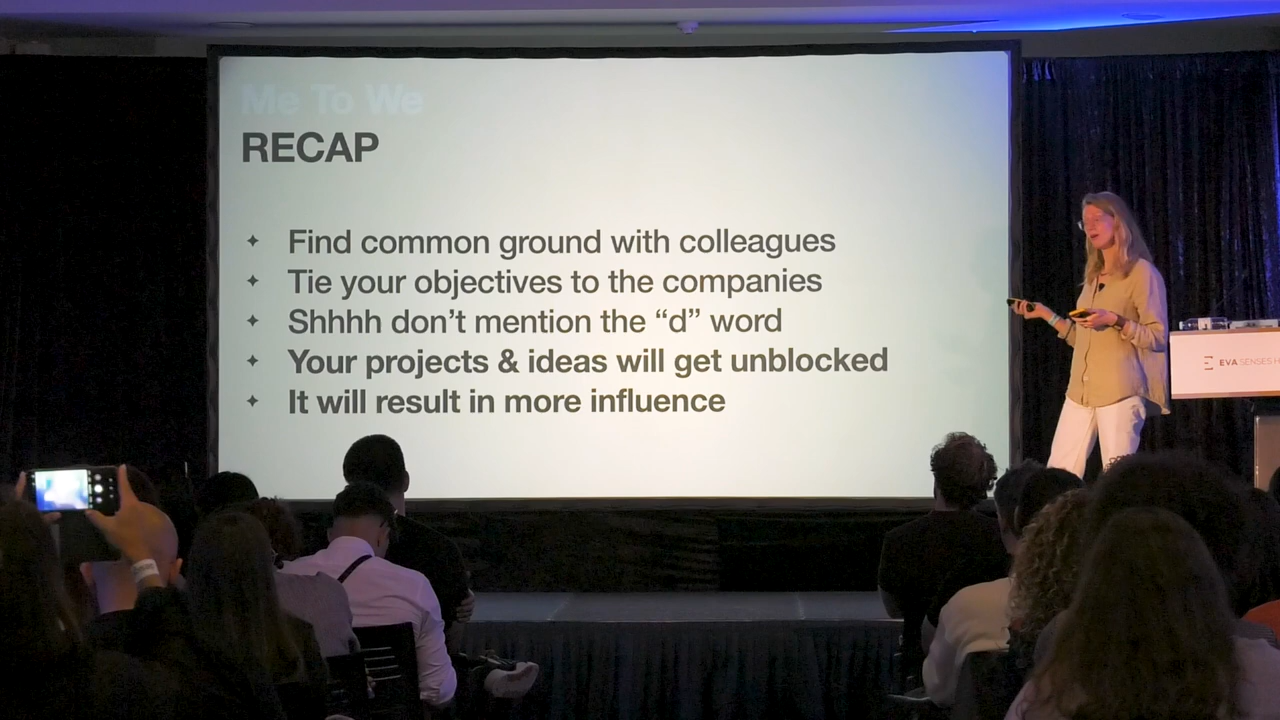 Me To We
RECAP
✦ Find common ground with colleagues
✦ Tie your objectives to the companies
✦ Shhhh don’t mention the “d” word
✦ Your projects & ideas will get unblocked
✦ It will result in more influence
EVA SENSES